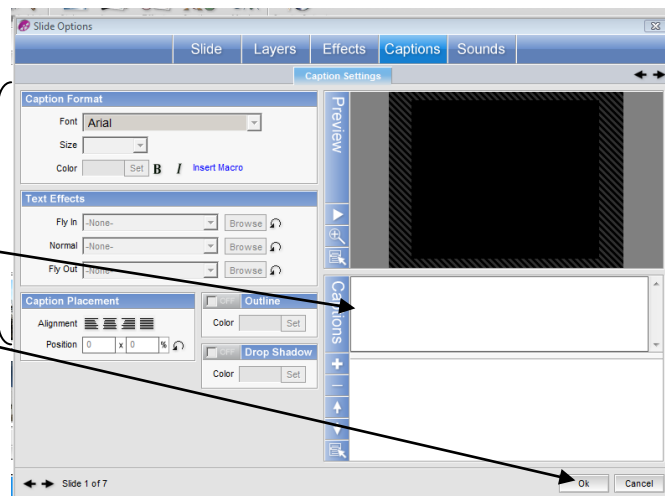 Slide Options
Slide Layers Effects Captions Sounds
Caption Settings
Caption Format
Font Arial
Size
Color Set B I Insert Macro
Text Effects
Fly In -None- Browse
Normal -None- Browse
Fly Out -None- Browse
Caption Placement
Alignment
Position 0 x 0 %
OFF Outline
Color Set
OFF Drop Shadow
Color Set
Preview
Captions
Slide 1 of 7
Ok Cancel